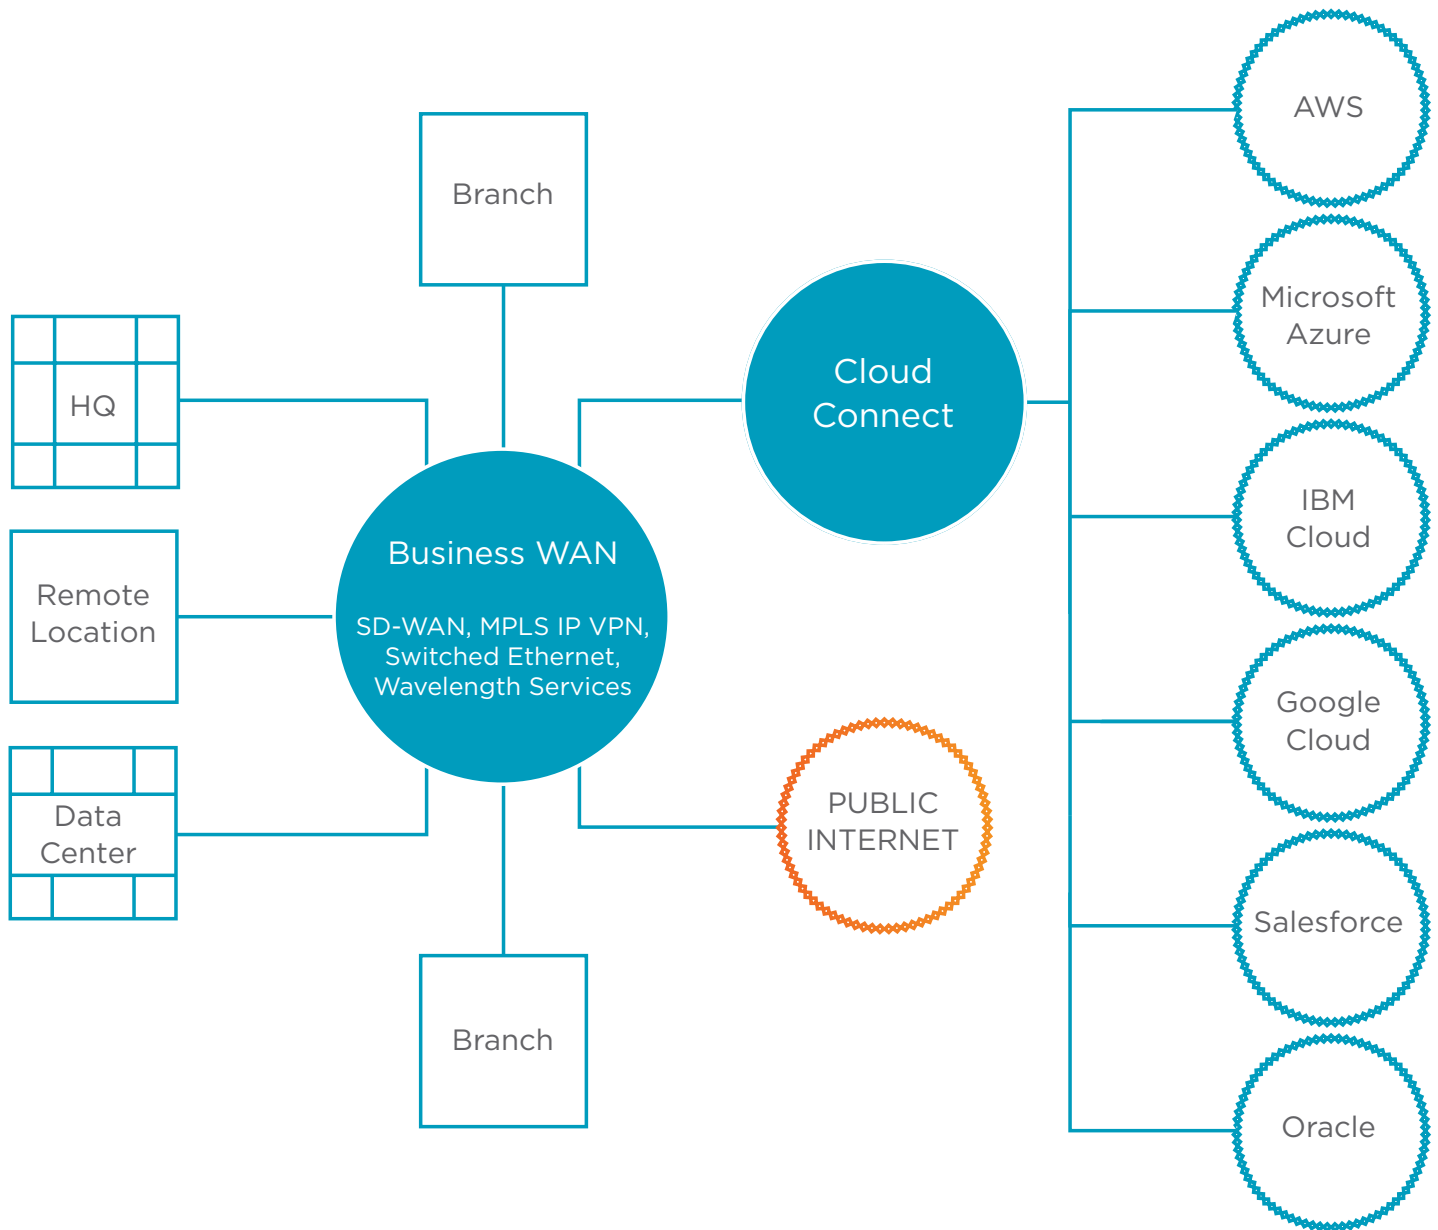 Branch
HQ
Remote
Location
Data
Center
Business WAN
SD-WAN, MPLS IP VPN,
Switched Ethernet,
Wavelength Services
Branch
Cloud
Connect
PUBLIC
INTERNET
AWS
Microsoft
Azure
IBM
Cloud
Google
Cloud
Salesforce
Oracle